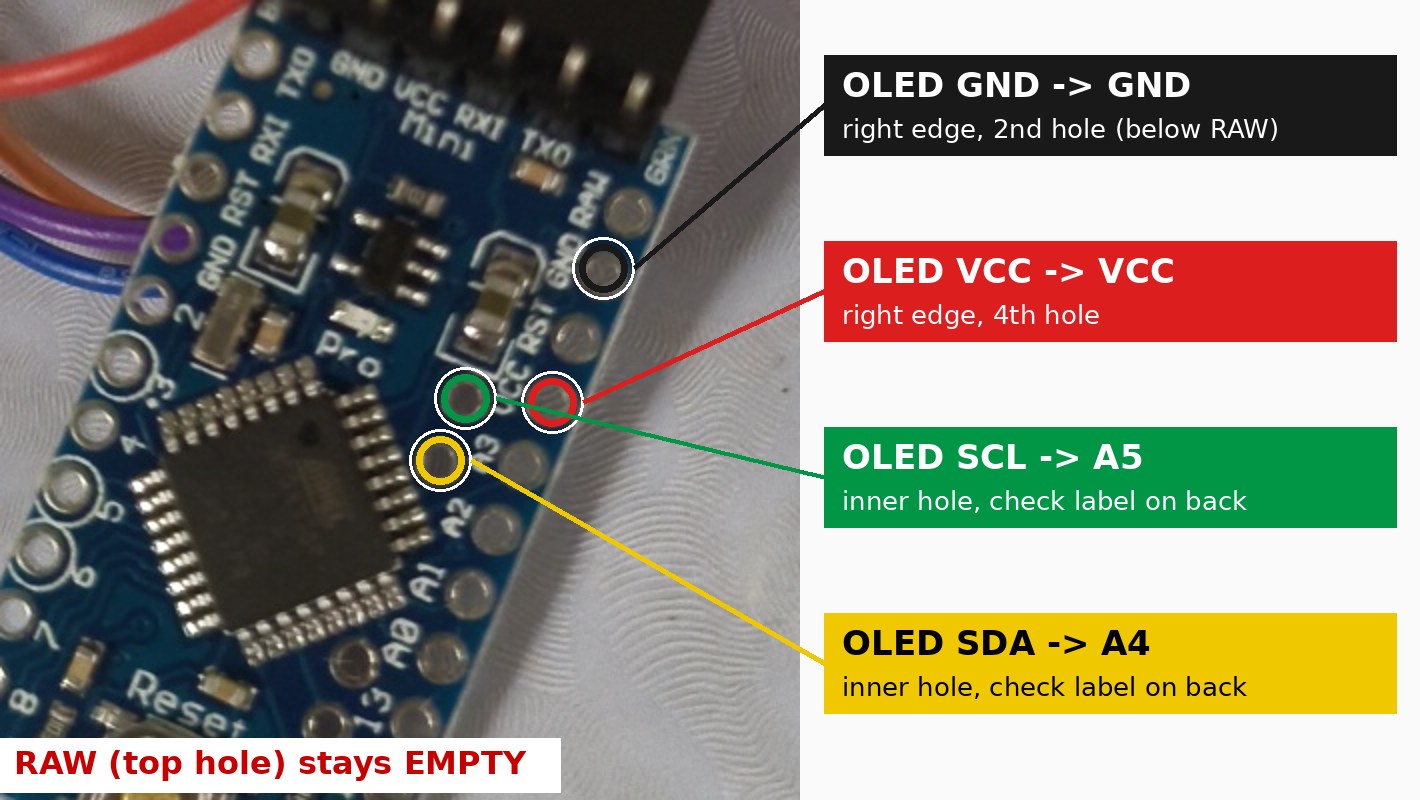 TXO
RXI
RST
GND
2
3
4
5
6
7
8
GND VCC RXI TXO GRN
Mini
Pro
RAW
GND
RST
VCC
A3
A2
A1
A0
13
Reset
RAW (top hole) stays EMPTY
OLED GND -> GND
right edge, 2nd hole (below RAW)
OLED VCC -> VCC
right edge, 4th hole
OLED SCL -> A5
inner hole, check label on back
OLED SDA -> A4
inner hole, check label on back